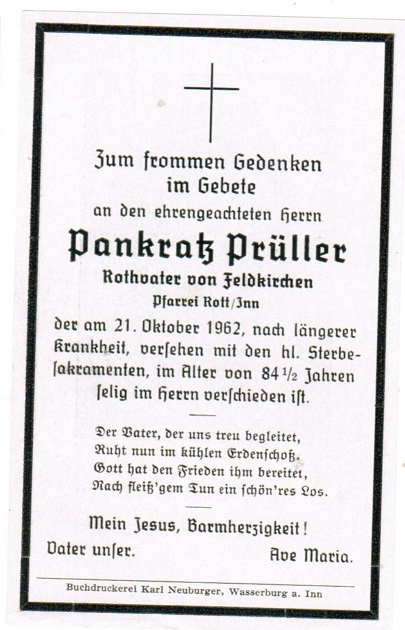 Zum frommen Gedenken
im Gebete
an den ehrengeachteten Herrn
Pankratz Prüller
Rothvater von Feldkirchen
Pfarrei Rott/Inn
der am 21. Oktober 1962, nach längerer
Krankheit, versehen mit den hl. Sterbe-
sakramenten, im Alter von 84 1/2 Jahren
selig im Herrn verschieden ist.
Der Vater, der uns treu begleitet,
Ruht nun im kühlen Erdenschoß.
Gott hat den Frieden ihm bereitet,
Nach fleiß'gem Tun ein schön'res Los.
Mein Jesus, Barmherzigkeit!
Vater unser. Ave Maria.
Buchdruckerei Karl Neuburger, Wasserburg a. Inn